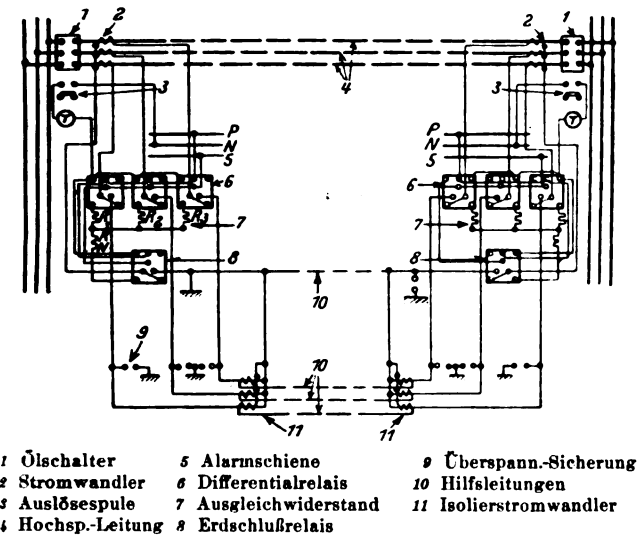 1 2 2 1
3 4 3
T T
P P
N N
S S
6 6
R₂ R₃
7 7
8 8
10
9
10
11 11
1 Ölschalter 5 Alarmschiene 9 Überspann.-Sicherung
2 Stromwandler 6 Differentialrelais 10 Hilfsleitungen
3 Auslösespule 7 Ausgleichwiderstand 11 Isolierstromwandler
4 Hochsp.-Leitung 8 Erdschlußrelais